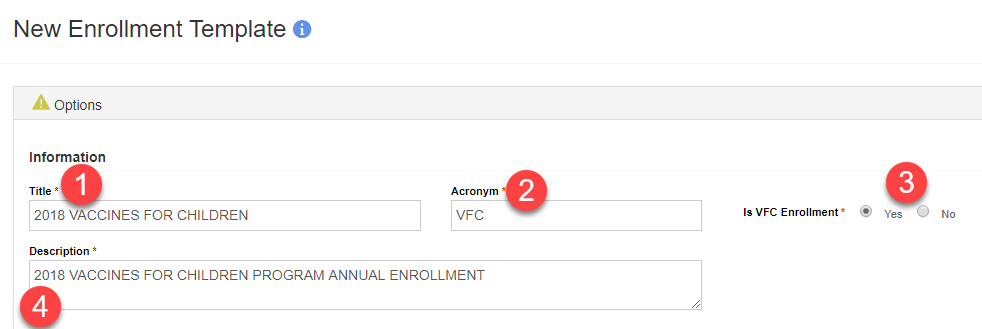 New Enrollment Template i
Options
Information
Title * 1
Acronym * 2
3
2018 VACCINES FOR CHILDREN
VFC
Is VFC Enrollment * Yes No
Description *
2018 VACCINES FOR CHILDREN PROGRAM ANNUAL ENROLLMENT
4